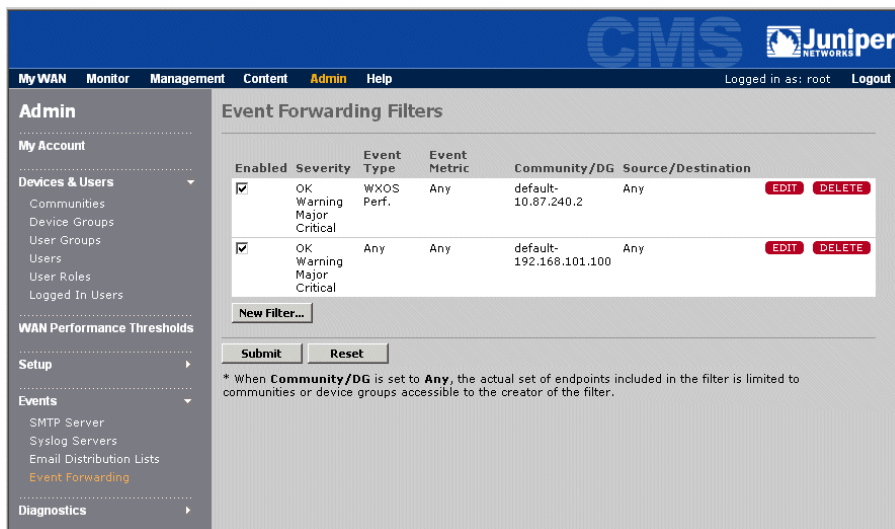 CMS
Juniper
NETWORKS
My WAN Monitor Management Content Admin Help Logged in as: root Logout
Admin
My Account
Devices & Users
Communities
Device Groups
User Groups
Users
User Roles
Logged In Users
WAN Performance Thresholds
Setup
Events
SMTP Server
Syslog Servers
Email Distribution Lists
Event Forwarding
Diagnostics
Event Forwarding Filters
Enabled Severity Event Type Event Metric Community/DG Source/Destination
OK WXOS Any default- Any EDIT DELETE
Warning Perf. 10.87.240.2
Major
Critical
OK Any Any default- Any EDIT DELETE
Warning 192.168.101.100
Major
Critical
New Filter...
Submit Reset
* When Community/DG is set to Any, the actual set of endpoints included in the filter is limited to
communities or device groups accessible to the creator of the filter.